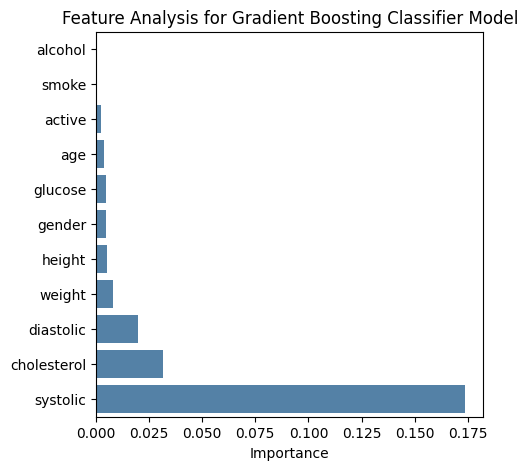 Feature Analysis for Gradient Boosting Classifier Model
alcohol
smoke
active
age
glucose
gender
height
weight
diastolic
cholesterol
systolic
0.000 0.025 0.050 0.075 0.100 0.125 0.150 0.175
Importance